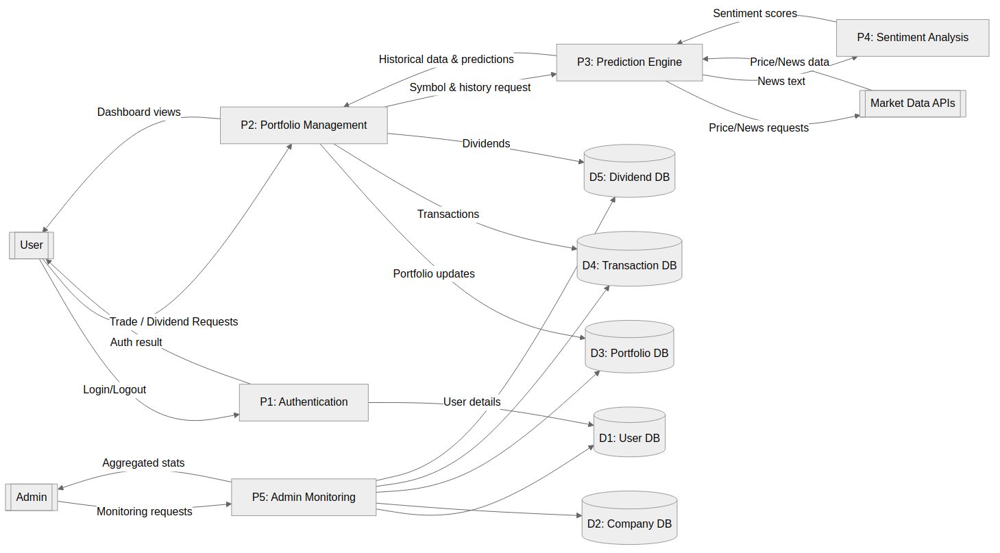 Sentiment scores
P4: Sentiment Analysis
Historical data & predictions
P3: Prediction Engine
Price/News data
News text
Symbol & history request
Market Data APIs
Dashboard views
P2: Portfolio Management
Price/News requests
Dividends
D5: Dividend DB
Transactions
User
D4: Transaction DB
Portfolio updates
Trade / Dividend Requests
Auth result
D3: Portfolio DB
Login/Logout
P1: Authentication
User details
D1: User DB
Aggregated stats
Admin
P5: Admin Monitoring
Monitoring requests
D2: Company DB